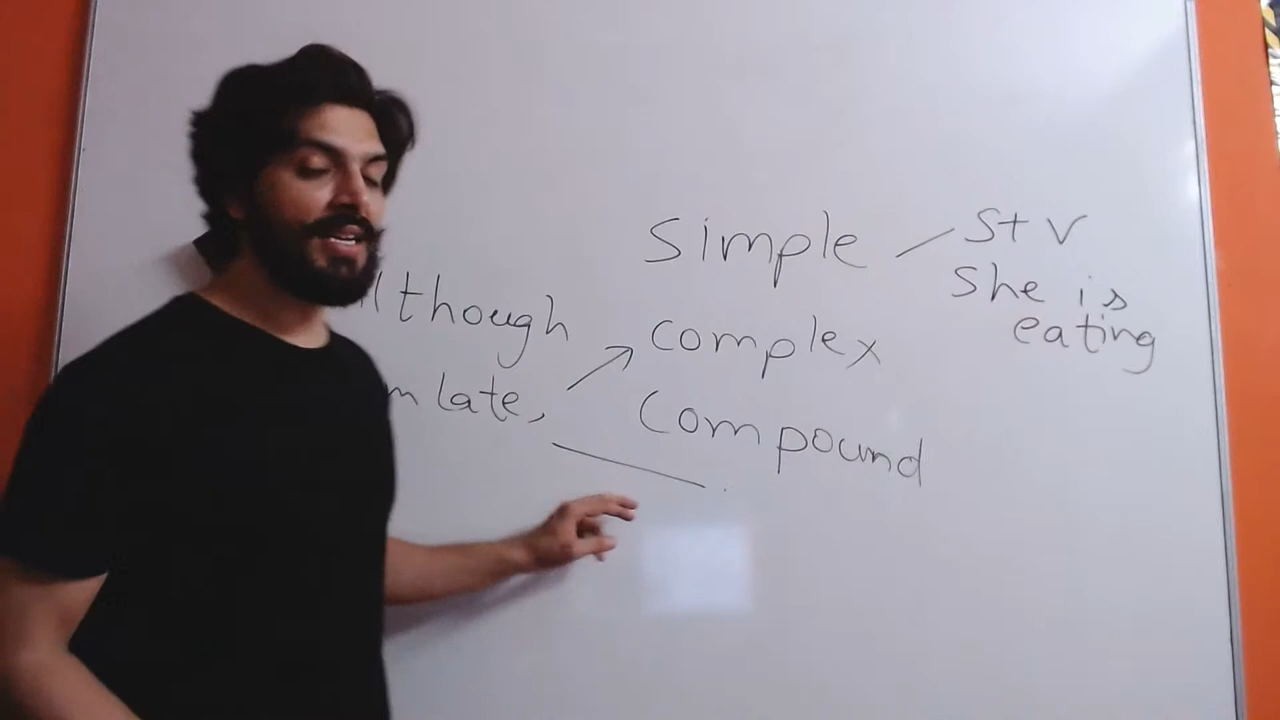 Simple S+V
She is
eating
lthough
complex
m late,
Compound